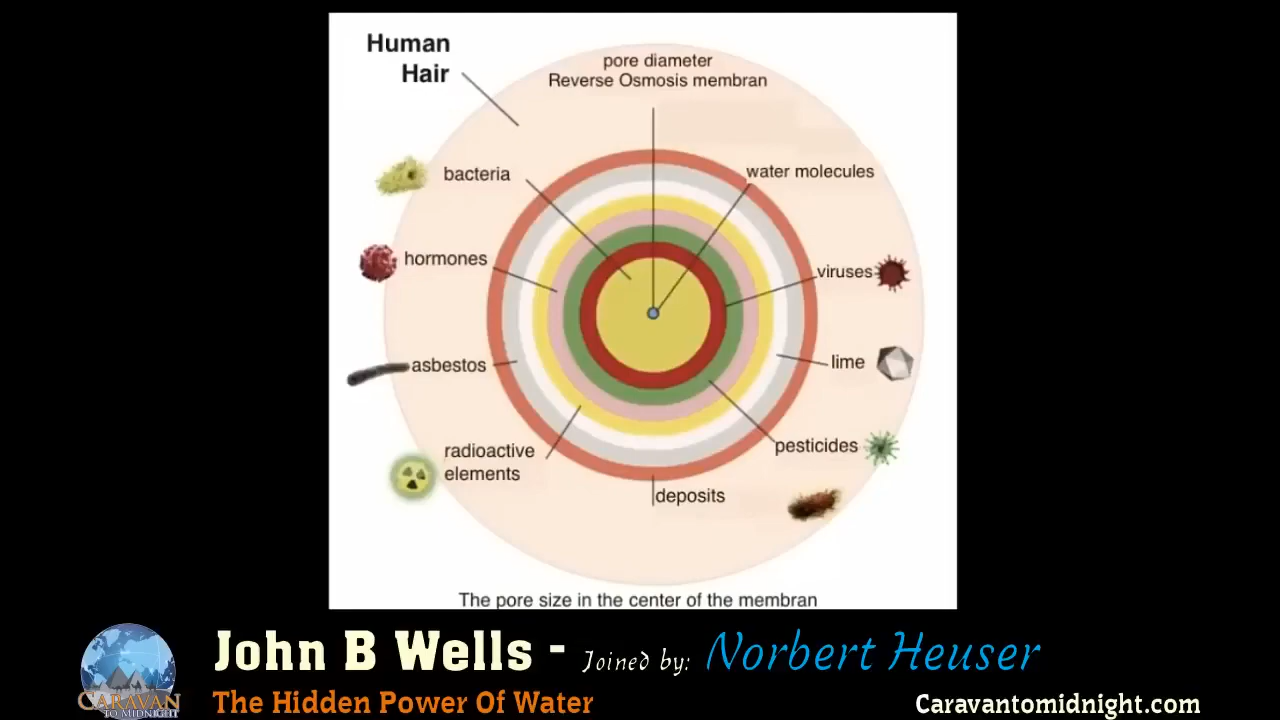 Human
Hair
pore diameter
Reverse Osmosis membran
bacteria
water molecules
hormones
viruses
asbestos
lime
radioactive
elements
pesticides
deposits
The pore size in the center of the membran
John B Wells - Joined by: Norbert Heuser
The Hidden Power Of Water
Caravantomidnight.com
CARAVAN
TO MIDNIGHT